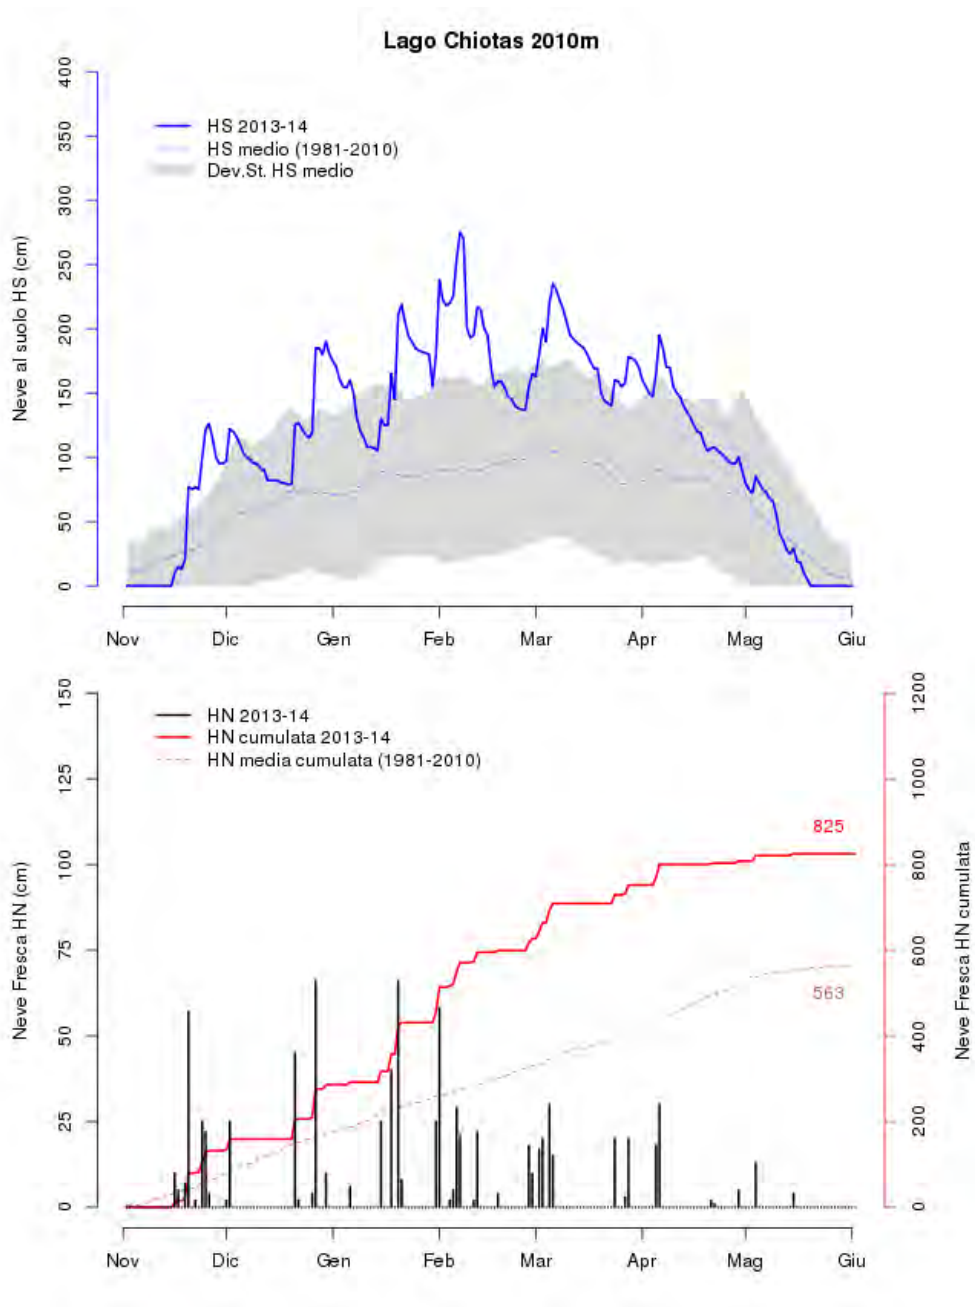 Lago Chiotas 2010m
400
350
300
250
200
150
100
50
0
Neve al suolo HS (cm)
HS 2013-14
HS medio (1981-2010)
Dev.St. HS medio
Nov Dic Gen Feb Mar Apr Mag Giu
150
125
100
75
50
25
0
Neve Fresca HN (cm)
HN 2013-14
HN cumulata 2013-14
HN media cumulata (1981-2010)
825
563
1200
1000
800
600
400
200
0
Neve Fresca HN cumulata
Nov Dic Gen Feb Mar Apr Mag Giu